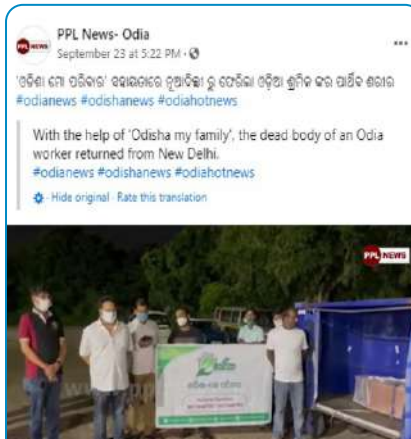 PPL News- Odia
September 23 at 5:22 PM ·
'ଓଡ଼ିଶା ମୋ ପରିବାର' ସହାୟତାରେ ନୂଆଦିଲ୍ଲୀ ରୁ ଫେରିଲା ଓଡ଼ିଆ ଶ୍ରମିକ ଙ୍କର ପାର୍ଥିବ ଶରୀର
#odianews #odishanews #odiahotnews
With the help of 'Odisha my family', the dead body of an Odia
worker returned from New Delhi.
#odianews #odishanews #odiahotnews
Hide original · Rate this translation
PPL NEWS